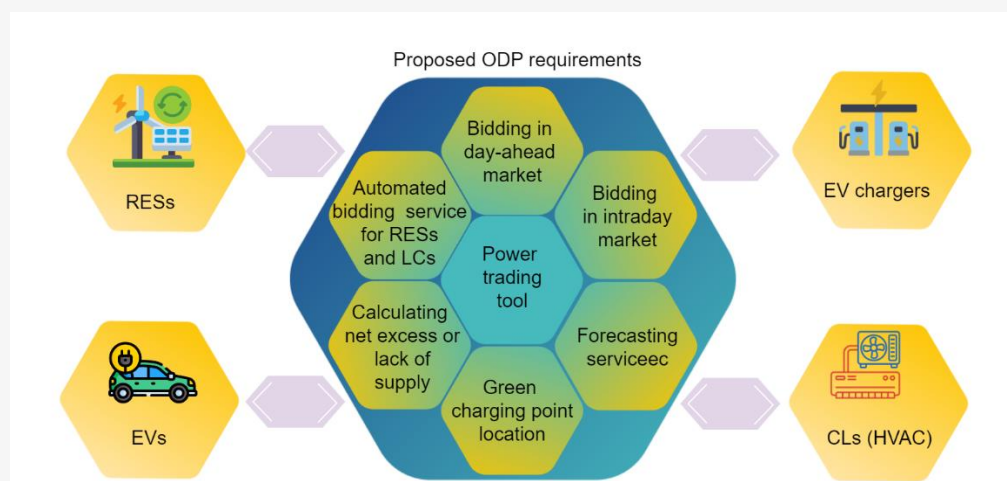 Proposed ODP requirements
RESs
Bidding in
day-ahead
market
Automated
bidding service
for RESs
and LCs
Bidding
in intraday
market
EV chargers
Power
trading
tool
Calculating
net excess or
lack of
supply
Forecasting
serviceec
Green
charging point
location
EVs
CLs (HVAC)